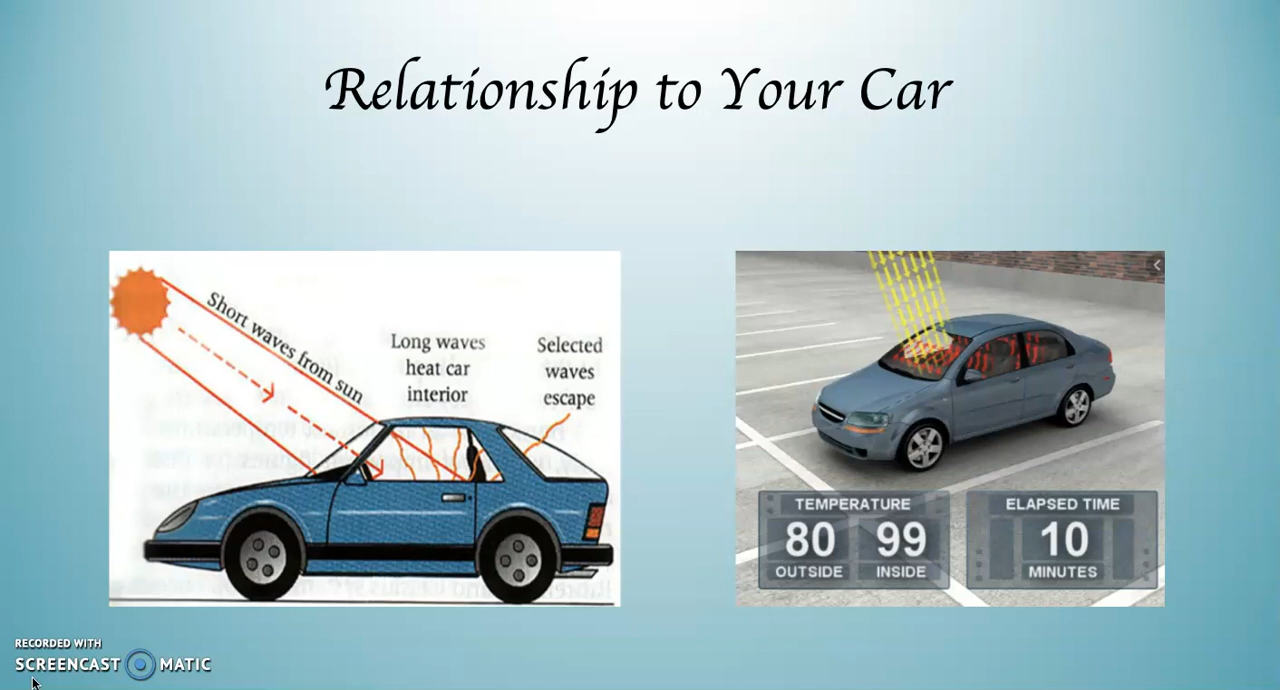 Relationship to Your Car
Short waves from sun
Long waves
heat car
interior
Selected
waves
escape
TEMPERATURE
80 99
OUTSIDE INSIDE
ELAPSED TIME
10
MINUTES
RECORDED WITH
SCREENCAST MATIC